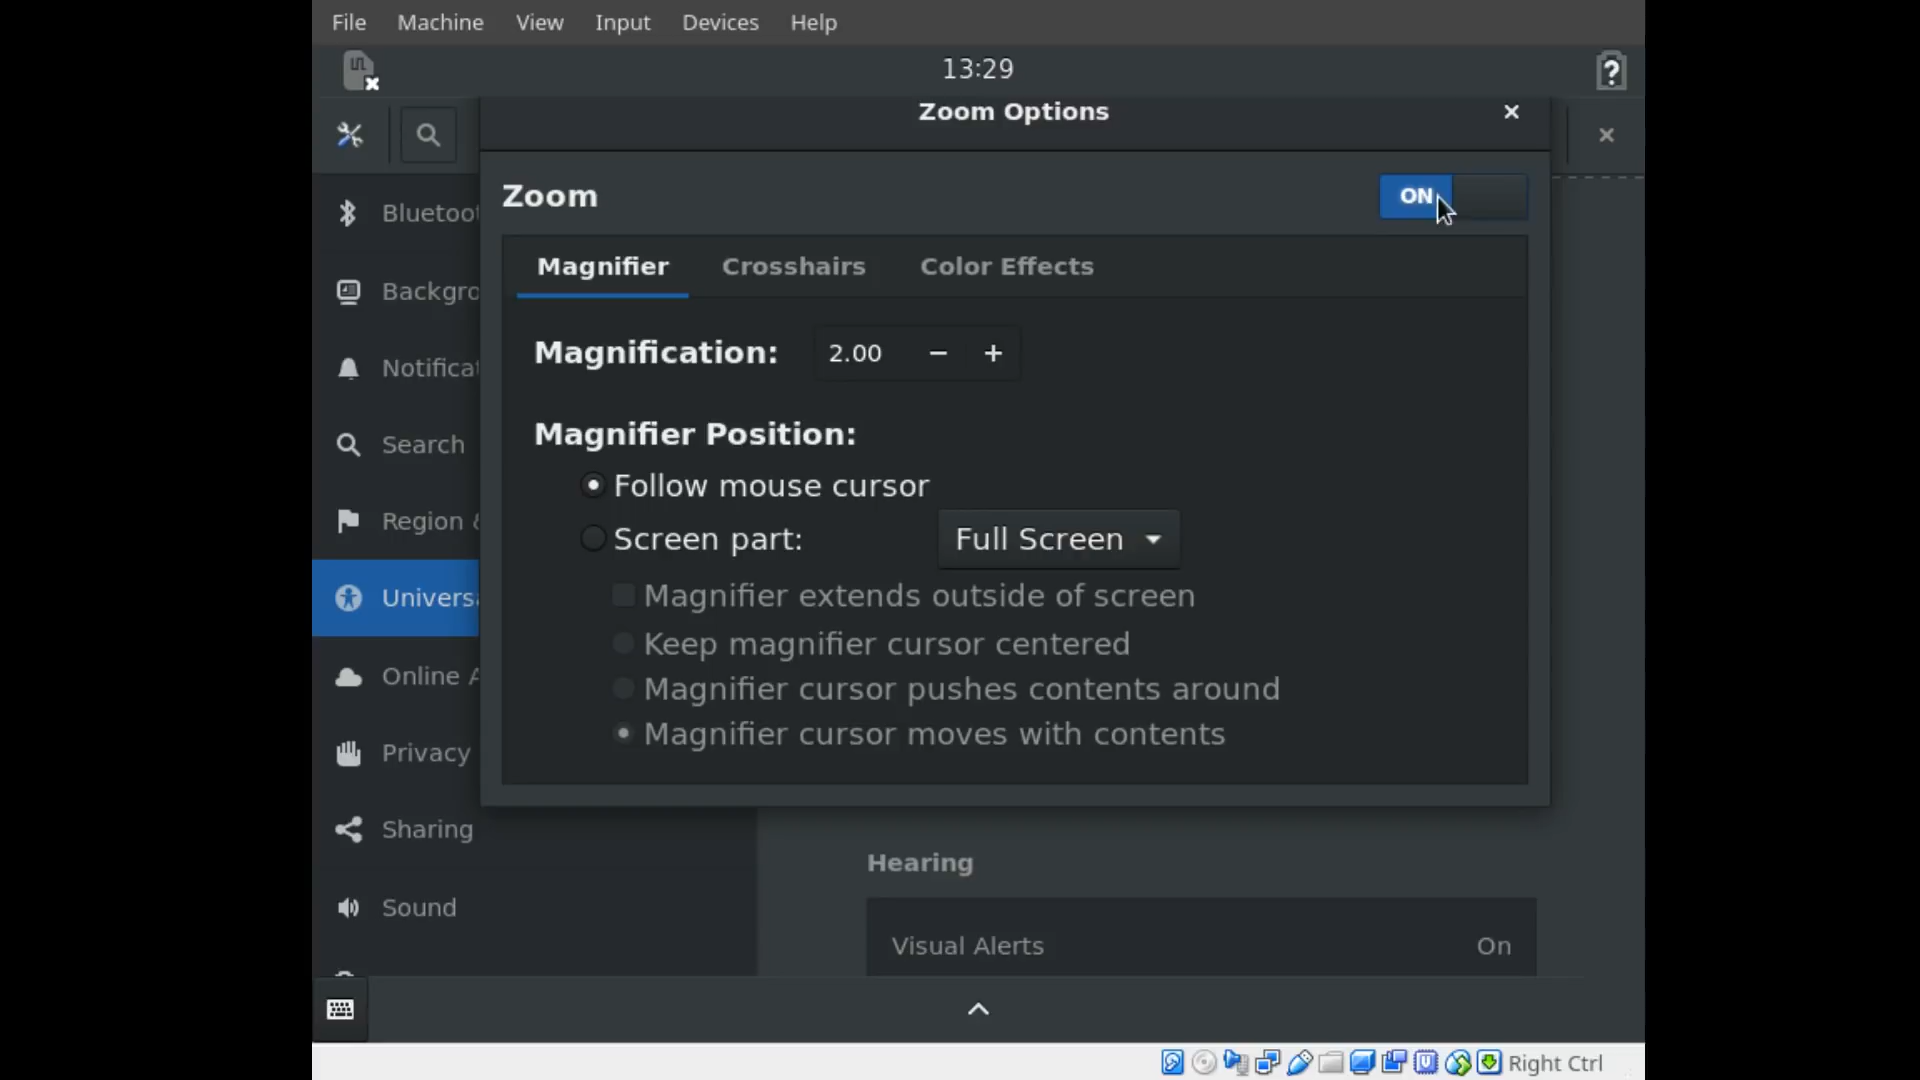 File Machine View Input Devices Help
13:29
Zoom Options
Zoom ON
Bluetoot
Magnifier Crosshairs Color Effects
Backgro
Magnification: 2.00 − +
Notificat
Magnifier Position:
Search
Follow mouse cursor
Region &
Screen part: Full Screen
Universa
Magnifier extends outside of screen
Keep magnifier cursor centered
Online A
Magnifier cursor pushes contents around
Magnifier cursor moves with contents
Privacy
Sharing
Hearing
Sound
Visual Alerts On
Right Ctrl